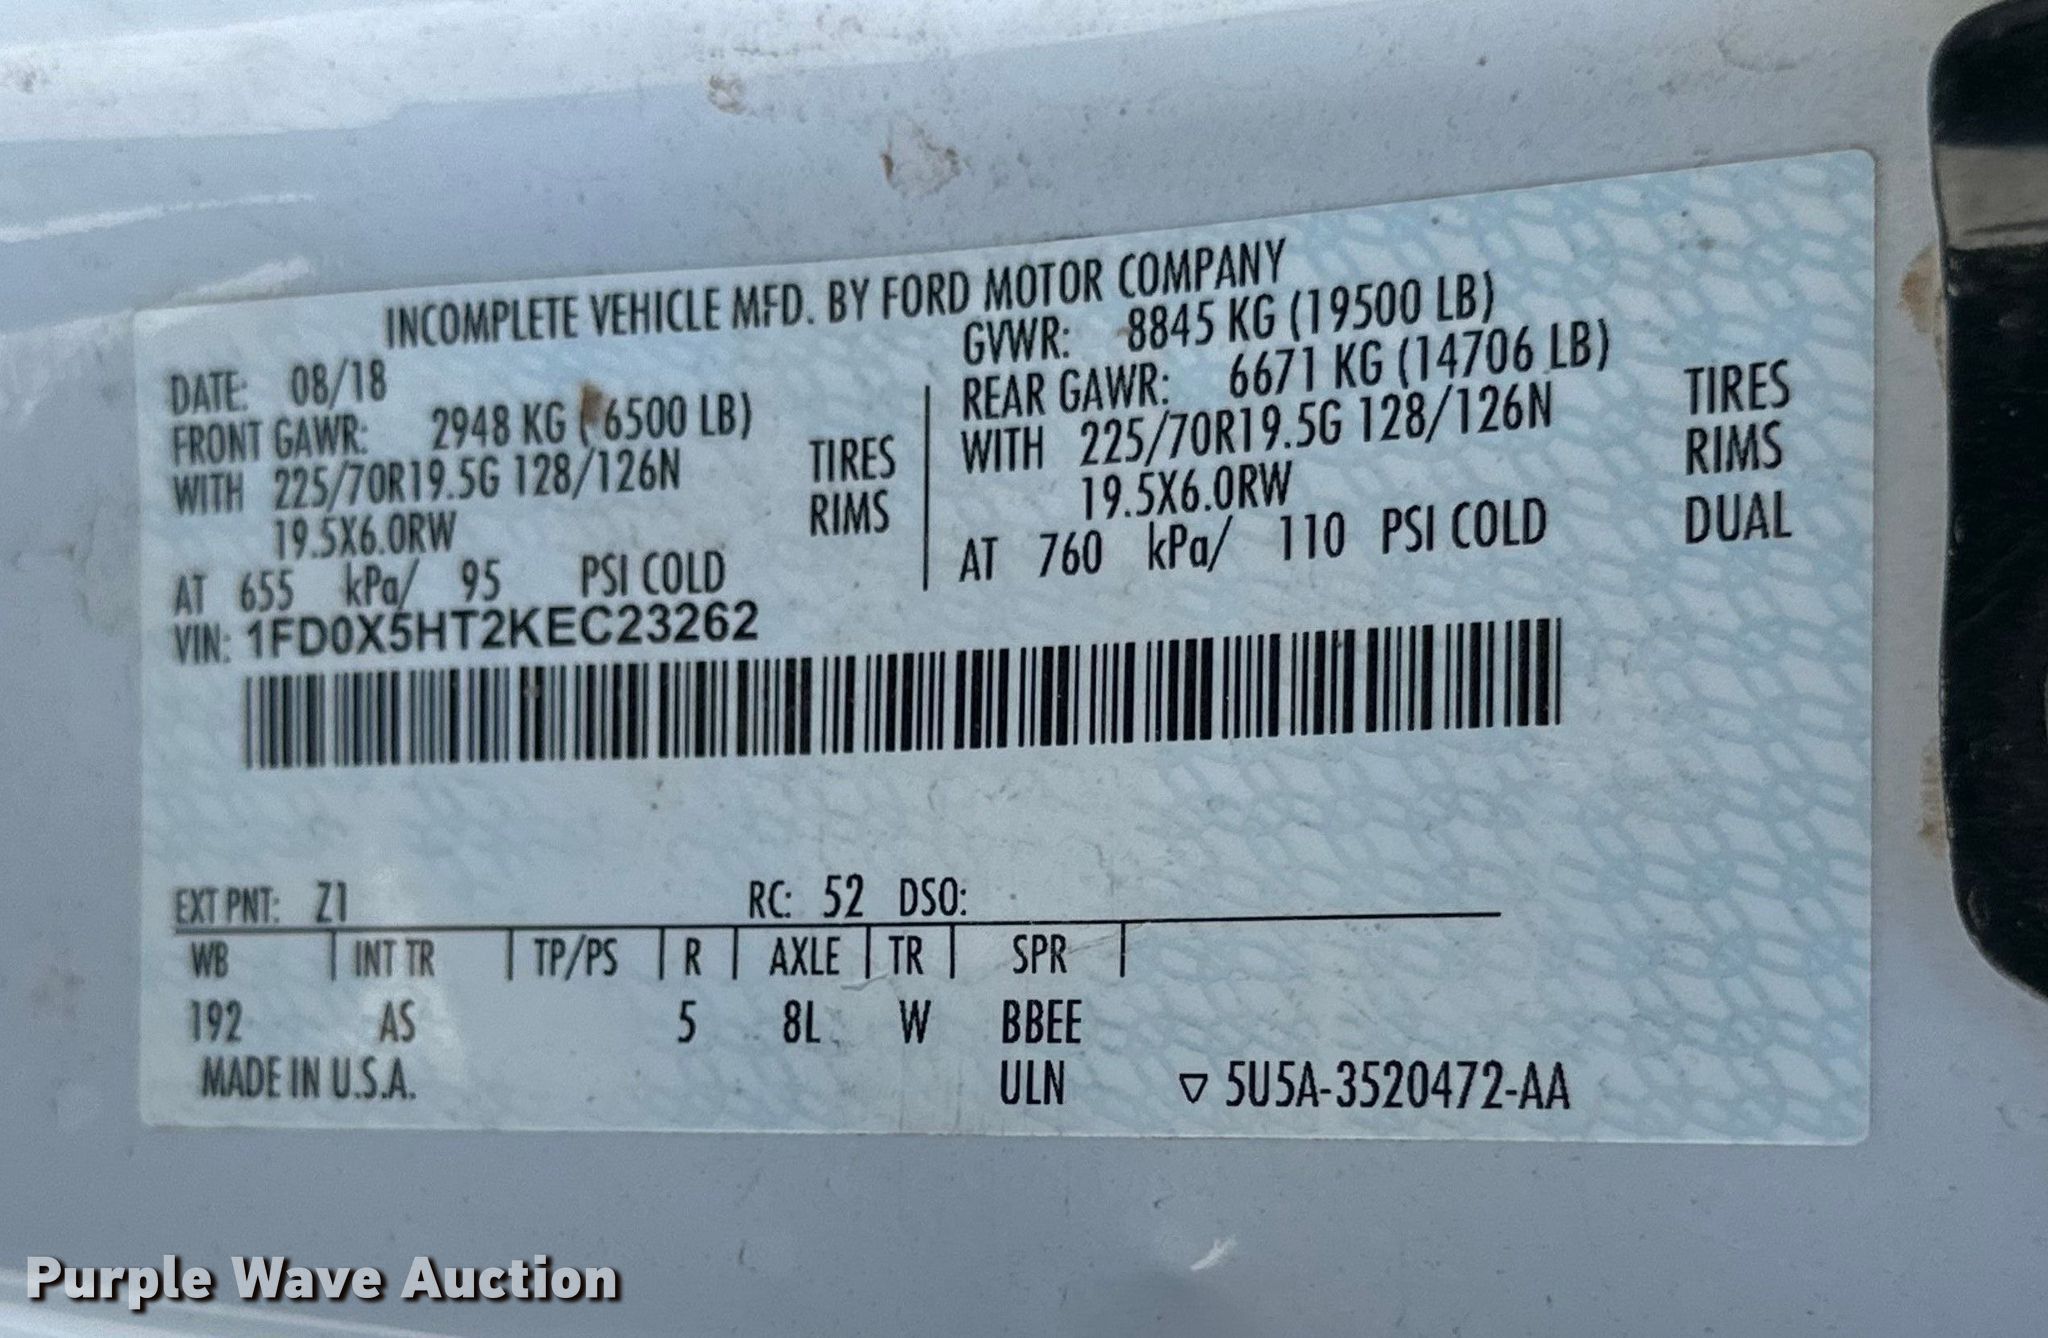 INCOMPLETE VEHICLE MFD. BY FORD MOTOR COMPANY
DATE: 08/18 GVWR: 8845 KG (19500 LB)
FRONT GAWR: 2948 KG ( 6500 LB) REAR GAWR: 6671 KG (14706 LB)
WITH 225/70R19.5G 128/126N TIRES WITH 225/70R19.5G 128/126N TIRES
19.5X6.0RW RIMS 19.5X6.0RW RIMS
AT 655 kPa/ 95 PSI COLD AT 760 kPa/ 110 PSI COLD DUAL
VIN: 1FD0X5HT2KEC23262
EXT PNT: Z1 RC: 52 DSO:
WB INT TR TP/PS R AXLE TR SPR
192 AS 5 8L W BBEE
MADE IN U.S.A. ULN ▽ 5U5A-3520472-AA
Purple Wave Auction